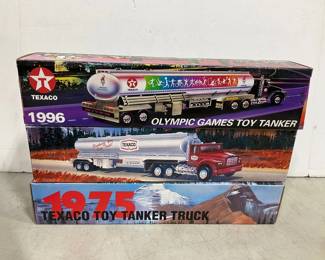 TEXACO
1996
OLYMPIC GAMES TOY TANKER
TEXACO
1975
TEXACO TOY TANKER TRUCK